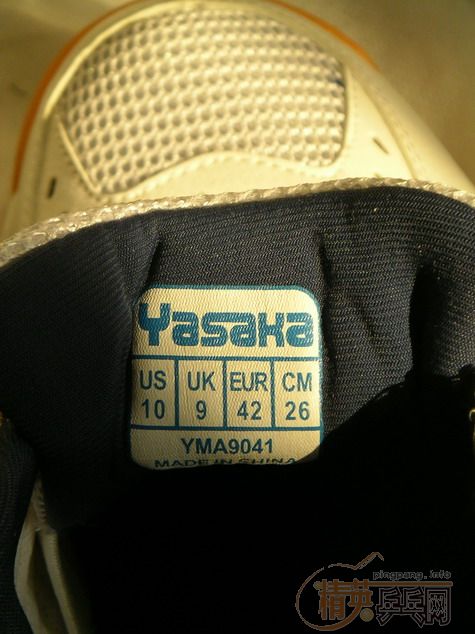 Yasaka
US UK EUR CM
10 9 42 26
YMA9041
MADE IN CHINA
pingpang.info
精英乒乓网